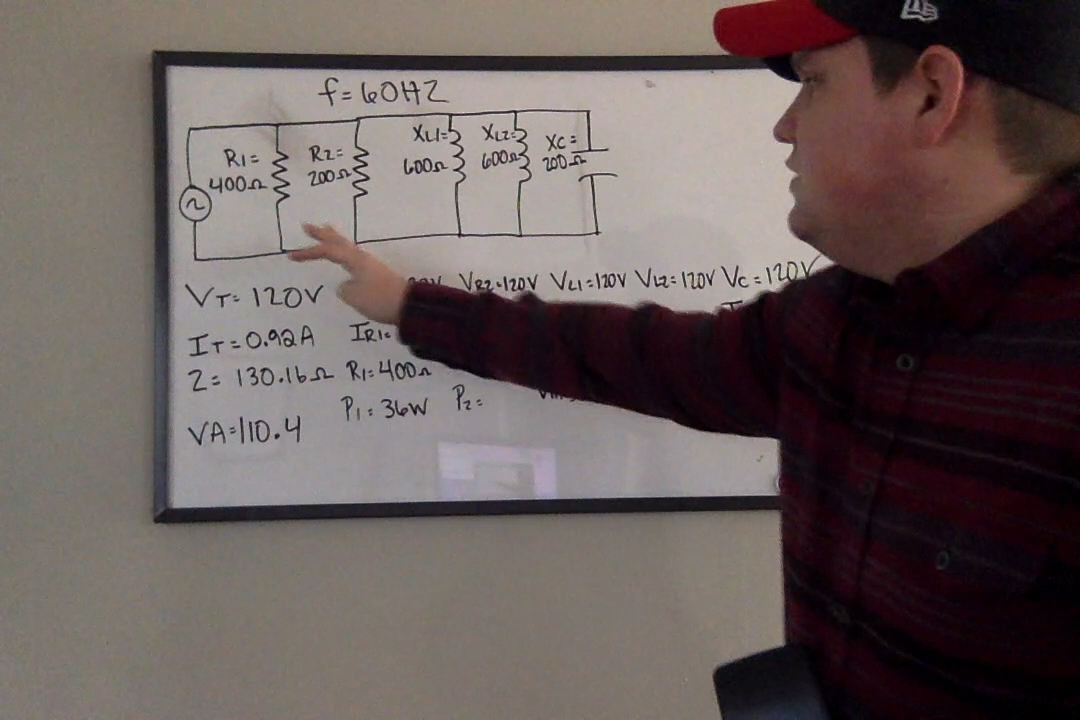 f=60HZ
R1= 400Ω
R2= 200Ω
XL1= 600Ω
XL2= 600Ω
XC= 200Ω
VT=120V VR2=120V VL1=120V VL2=120V VC=120V
IT=0.92A IR1=
Z= 130.16Ω R1=400Ω
P1=36W P2=
VA=110.4